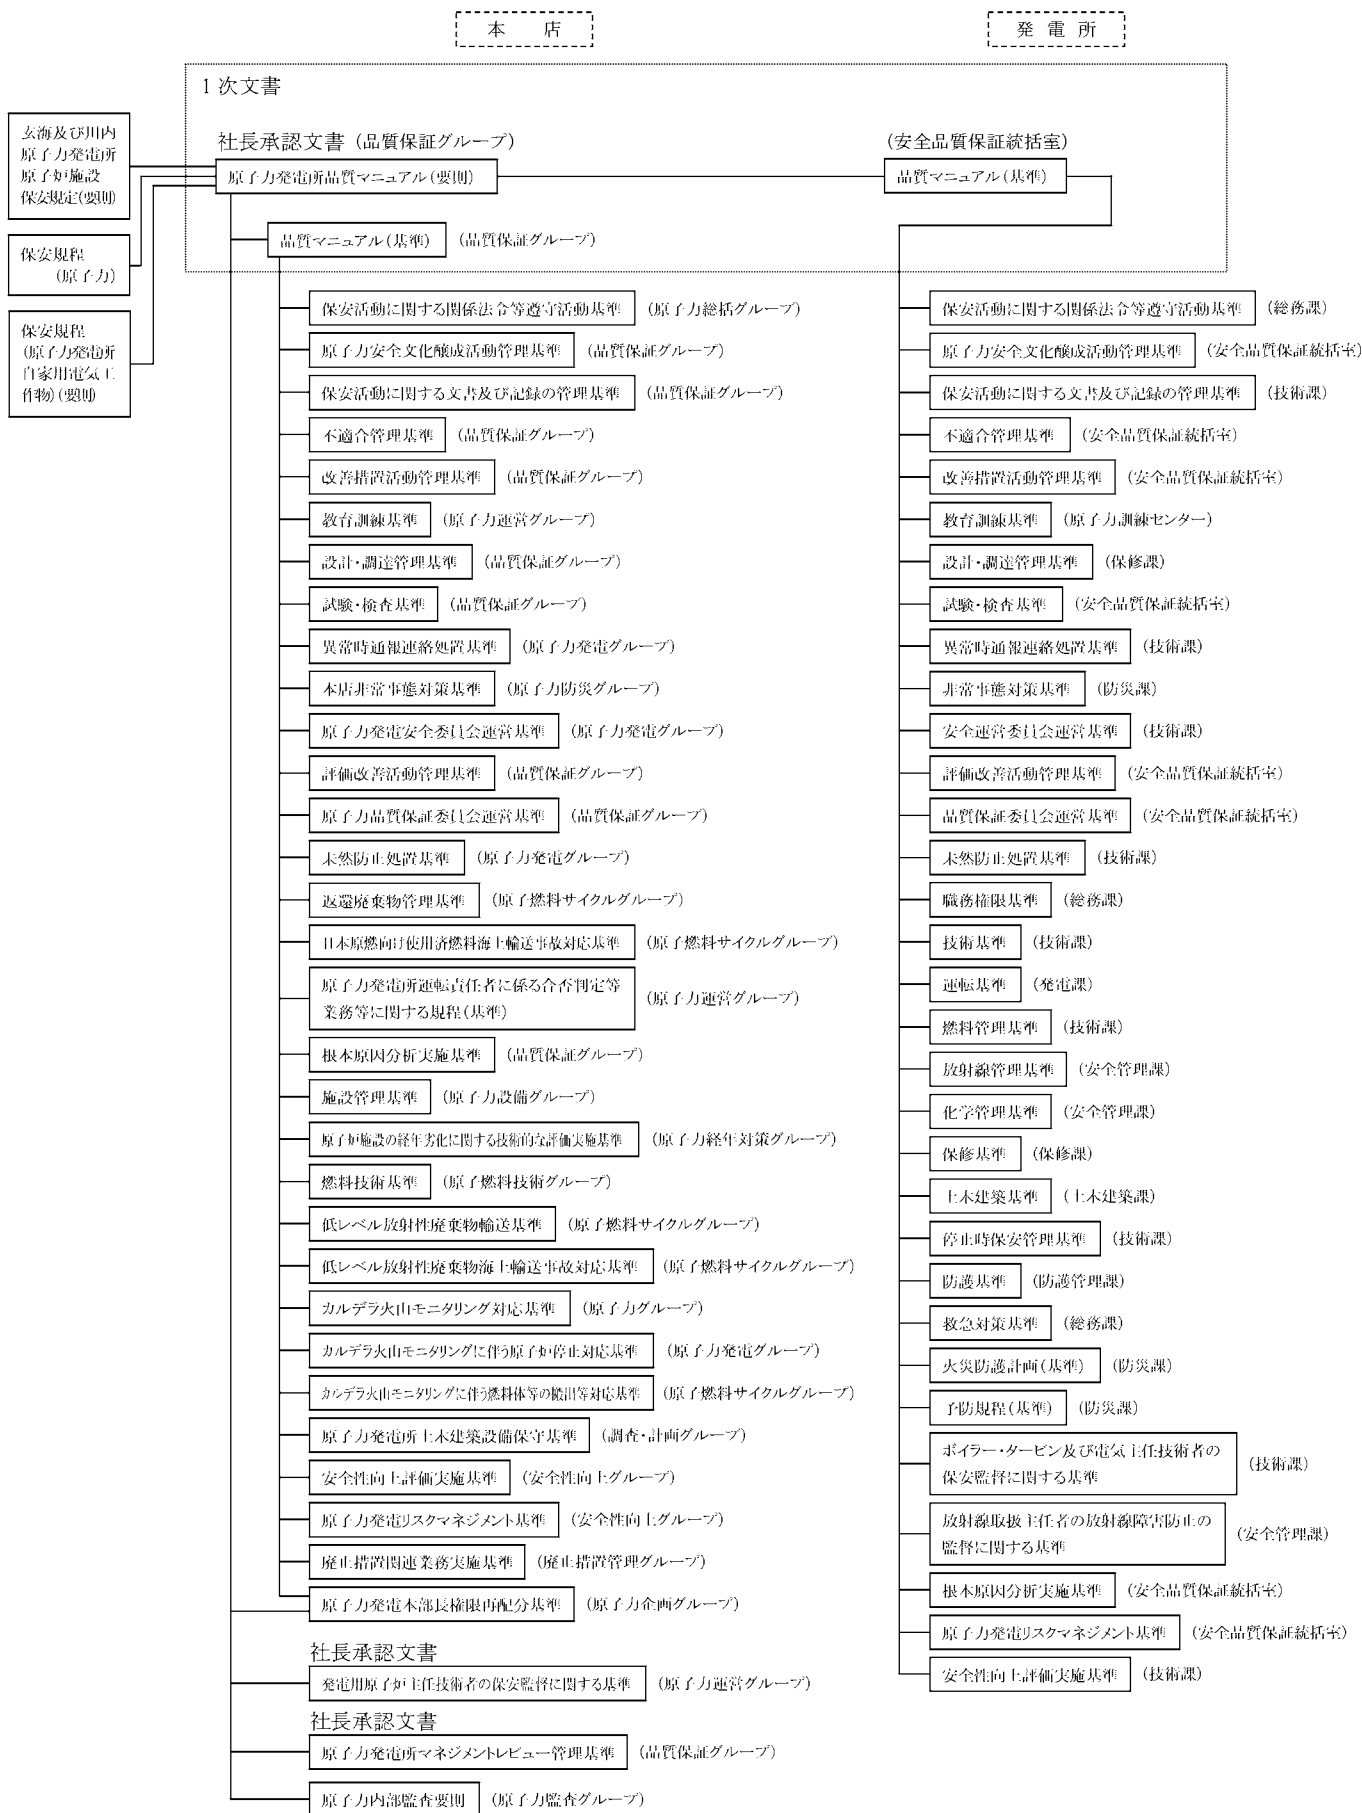 本 店
発 電 所
1 次文書
玄海及び川内
原子力発電所
原子炉施設
保安規定(要則)
保安規程
(原子力)
保安規程
(原子力発電所
自家用電気工
作物)(要則)
社長承認文書 (品質保証グループ)
原子力発電所品質マニュアル(要則)
(安全品質保証統括室)
品質マニュアル(基準)
品質マニュアル(基準) (品質保証グループ)
保安活動に関する関係法令等遵守活動基準 (原子力総括グループ)
原子力安全文化醸成活動管理基準 (品質保証グループ)
保安活動に関する文書及び記録の管理基準 (品質保証グループ)
不適合管理基準 (品質保証グループ)
改善措置活動管理基準 (品質保証グループ)
教育訓練基準 (原子力運営グループ)
設計・調達管理基準 (品質保証グループ)
試験・検査基準 (品質保証グループ)
異常時通報連絡処置基準 (原子力発電グループ)
本店非常事態対策基準 (原子力防災グループ)
原子力発電安全委員会運営基準 (原子力発電グループ)
評価改善活動管理基準 (品質保証グループ)
原子力品質保証委員会運営基準 (品質保証グループ)
未然防止処置基準 (原子力発電グループ)
返還廃棄物管理基準 (原子燃料サイクルグループ)
日本原燃向け使用済燃料海上輸送事故対応基準 (原子燃料サイクルグループ)
原子力発電所運転責任者に係る合否判定等
業務等に関する規程(基準) (原子力運営グループ)
根本原因分析実施基準 (品質保証グループ)
施設管理基準 (原子力設備グループ)
原子炉施設の経年劣化に関する技術的な評価実施基準 (原子力経年対策グループ)
燃料技術基準 (原子燃料技術グループ)
低レベル放射性廃棄物輸送基準 (原子燃料サイクルグループ)
低レベル放射性廃棄物海上輸送事故対応基準 (原子燃料サイクルグループ)
カルデラ火山モニタリング対応基準 (原子力グループ)
カルデラ火山モニタリングに伴う原子炉停止対応基準 (原子力発電グループ)
カルデラ火山モニタリングに伴う燃料体等の搬出等対応基準 (原子燃料サイクルグループ)
原子力発電所土木建築設備保守基準 (調査・計画グループ)
安全性向上評価実施基準 (安全性向上グループ)
原子力発電リスクマネジメント基準 (安全性向上グループ)
廃止措置関連業務実施基準 (廃止措置管理グループ)
原子力発電本部長権限再配分基準 (原子力企画グループ)
社長承認文書
発電用原子炉主任技術者の保安監督に関する基準 (原子力運営グループ)
社長承認文書
原子力発電所マネジメントレビュー管理基準 (品質保証グループ)
原子力内部監査要則 (原子力監査グループ)
保安活動に関する関係法令等遵守活動基準 (総務課)
原子力安全文化醸成活動管理基準 (安全品質保証統括室)
保安活動に関する文書及び記録の管理基準 (技術課)
不適合管理基準 (安全品質保証統括室)
改善措置活動管理基準 (安全品質保証統括室)
教育訓練基準 (原子力訓練センター)
設計・調達管理基準 (保修課)
試験・検査基準 (安全品質保証統括室)
異常時通報連絡処置基準 (技術課)
非常事態対策基準 (防災課)
安全運営委員会運営基準 (技術課)
評価改善活動管理基準 (安全品質保証統括室)
品質保証委員会運営基準 (安全品質保証統括室)
未然防止処置基準 (技術課)
職務権限基準 (総務課)
技術基準 (技術課)
運転基準 (発電課)
燃料管理基準 (技術課)
放射線管理基準 (安全管理課)
化学管理基準 (安全管理課)
保修基準 (保修課)
土木建築基準 (土木建築課)
停止時保安管理基準 (技術課)
防護基準 (防護管理課)
救急対策基準 (総務課)
火災防護計画(基準) (防災課)
予防規程(基準) (防災課)
ボイラー・タービン及び電気主任技術者の
保安監督に関する基準 (技術課)
放射線取扱主任者の放射線障害防止の
監督に関する基準 (安全管理課)
根本原因分析実施基準 (安全品質保証統括室)
原子力発電リスクマネジメント基準 (安全品質保証統括室)
安全性向上評価実施基準 (技術課)